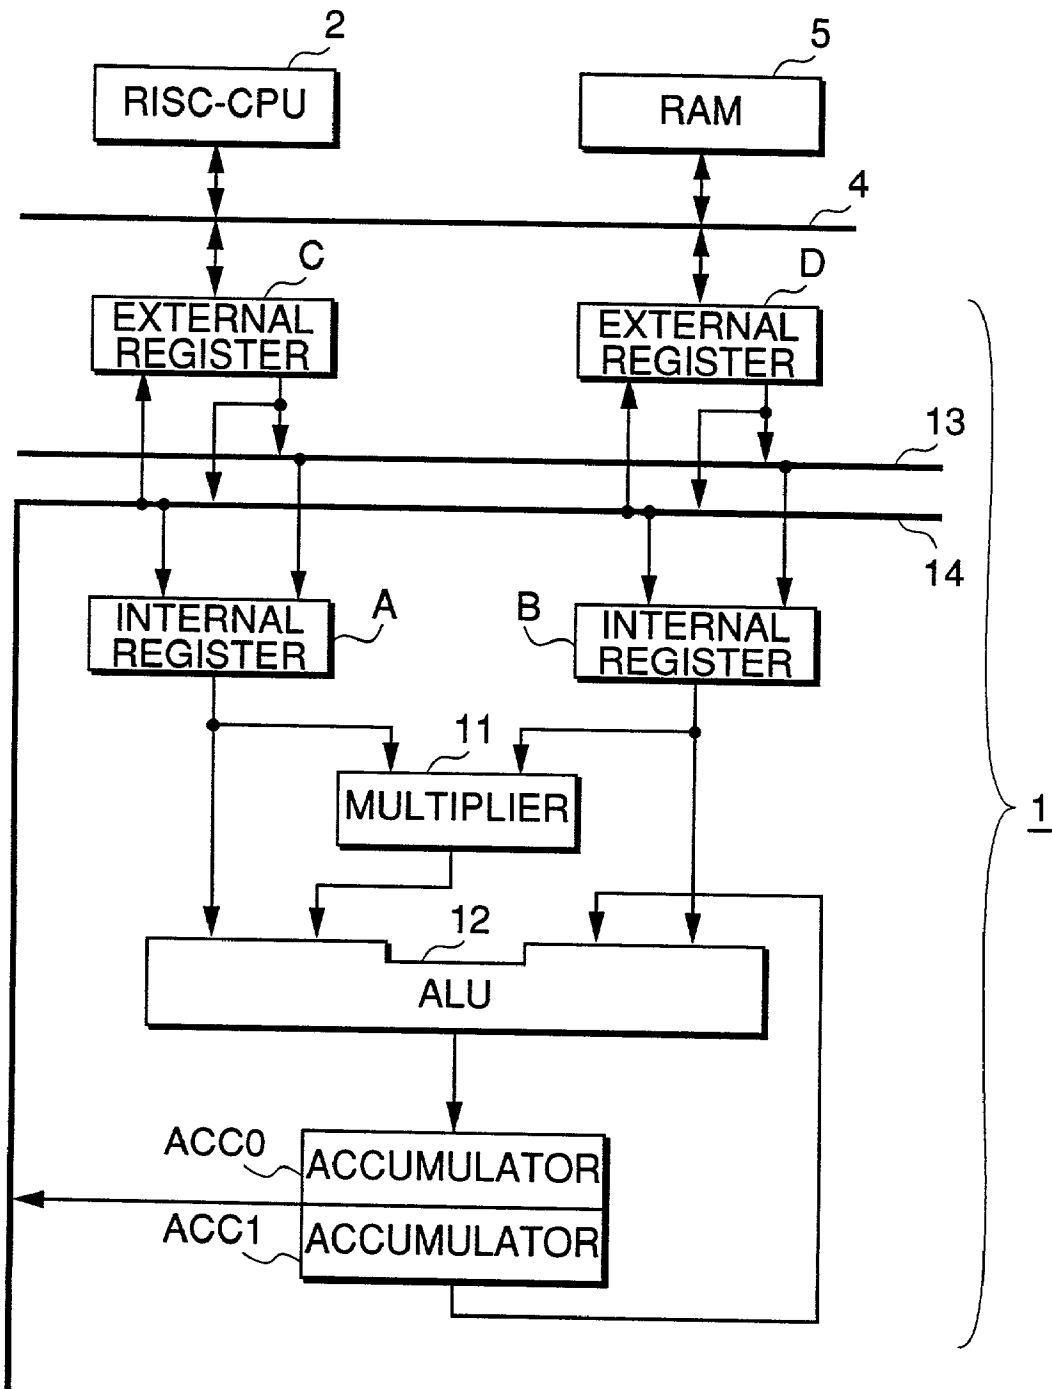 2
5
RISC-CPU
RAM
4
C
D
EXTERNAL
REGISTER
EXTERNAL
REGISTER
13
14
INTERNAL
REGISTER
A
B
INTERNAL
REGISTER
11
MULTIPLIER
1
12
ALU
ACC0
ACCUMULATOR
ACC1
ACCUMULATOR